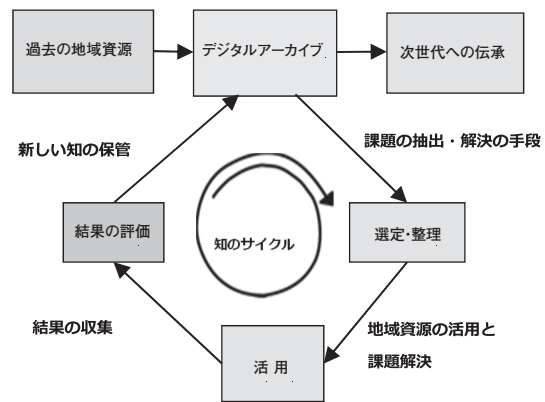 過去の地域資源
デジタルアーカイブ
次世代への伝承
新しい知の保管
課題の抽出・解決の手段
結果の評価
知のサイクル
選定・整理
結果の収集
地域資源の活用と
課題解決
活 用